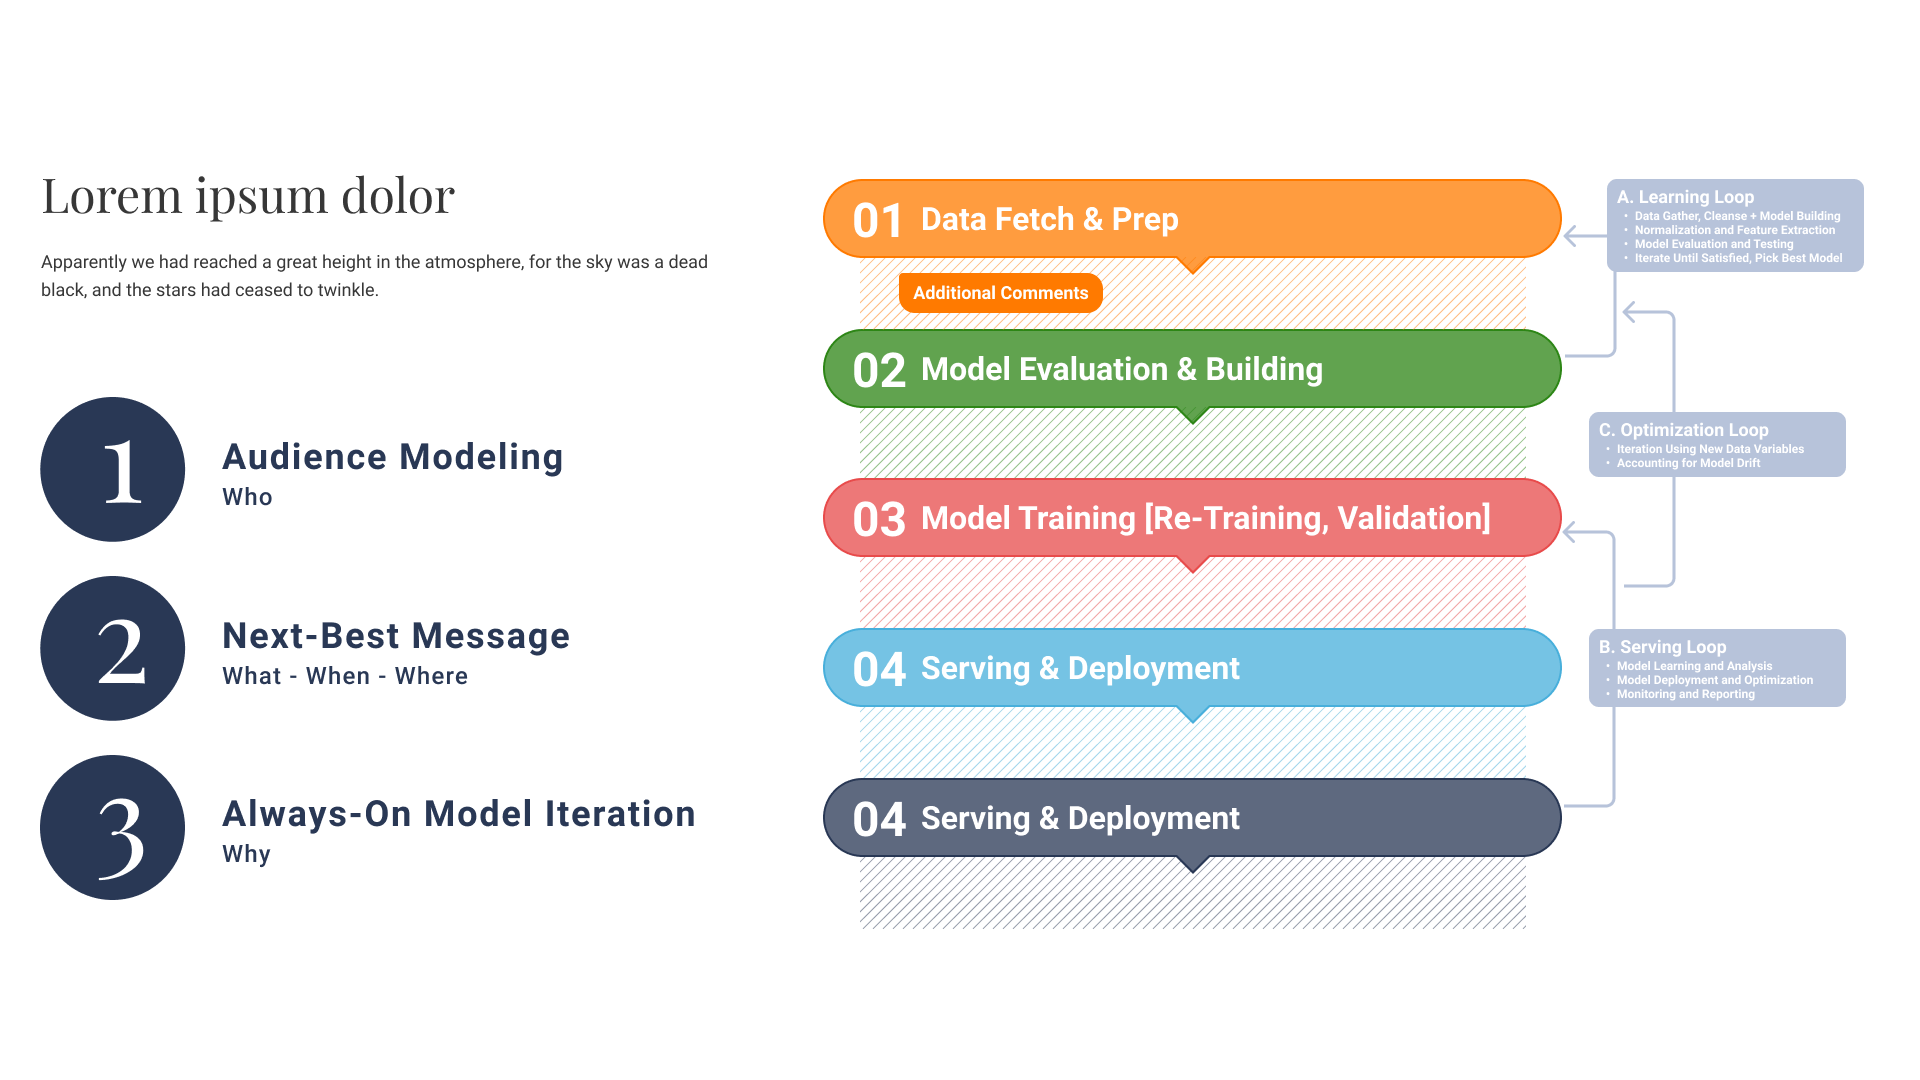 Lorem ipsum dolor
Apparently we had reached a great height in the atmosphere, for the sky was a dead
black, and the stars had ceased to twinkle.
1
Audience Modeling
Who
2
Next-Best Message
What - When - Where
3
Always-On Model Iteration
Why
01 Data Fetch & Prep
Additional Comments
02 Model Evaluation & Building
03 Model Training [Re-Training, Validation]
04 Serving & Deployment
04 Serving & Deployment
A. Learning Loop
• Data Gather, Cleanse + Model Building
• Normalization and Feature Extraction
• Model Evaluation and Testing
• Iterate Until Satisfied, Pick Best Model
C. Optimization Loop
• Iteration Using New Data Variables
• Accounting for Model Drift
B. Serving Loop
• Model Learning and Analysis
• Model Deployment and Optimization
• Monitoring and Reporting